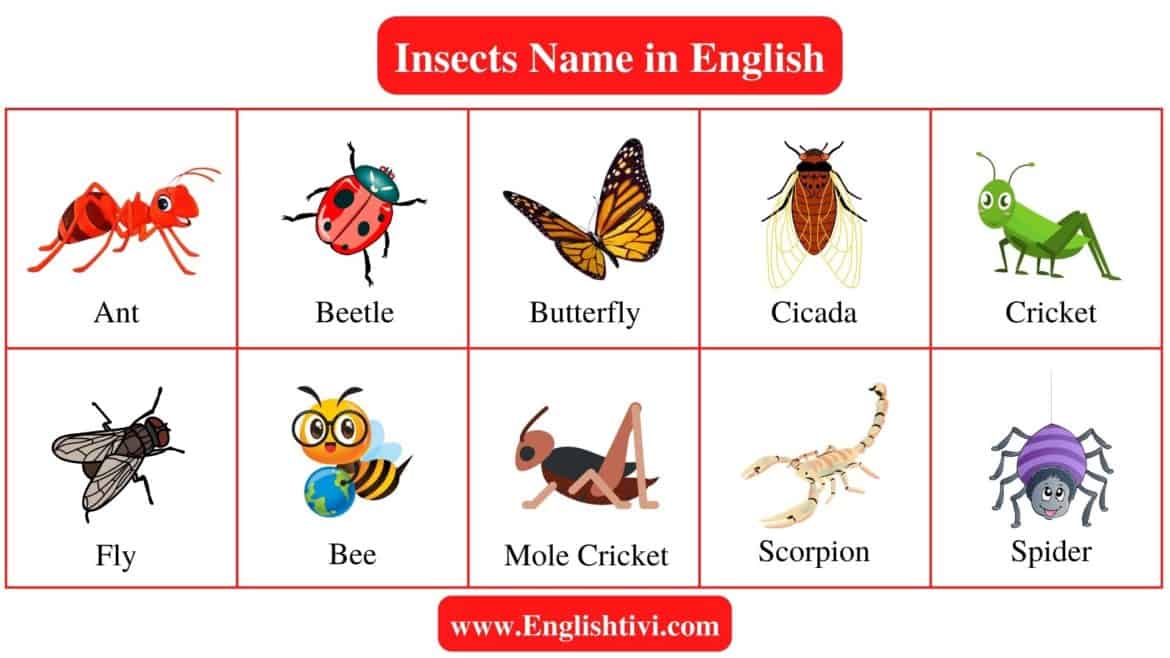 Insects Name in English
Ant
Beetle
Butterfly
Cicada
Cricket
Fly
Bee
Mole Cricket
Scorpion
Spider
www.Englishtivi.com